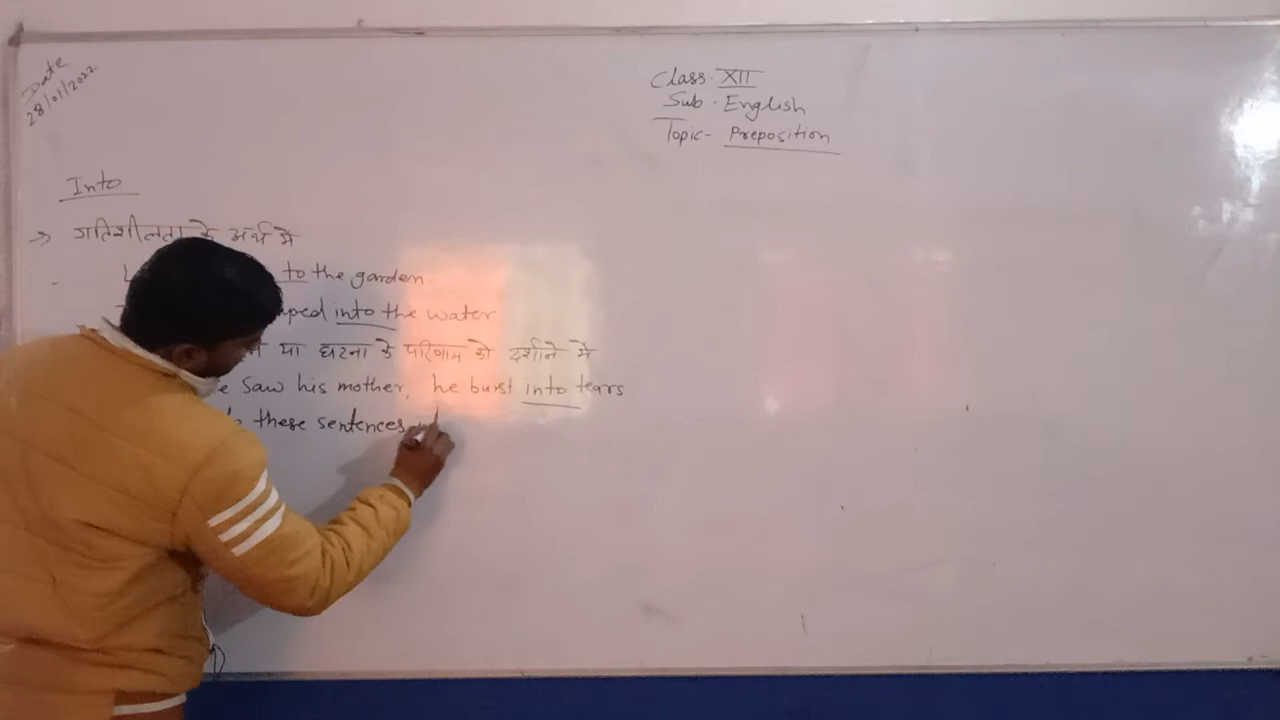 Date
28/01/2022
Class- XII
Sub - English
Topic- Preposition
Into
→ गतिशीलता के अर्थ में
to the garden
ped into the water
या घटना के परिणाम को दर्शाने में
saw his mother, he burst into tears
these sentences